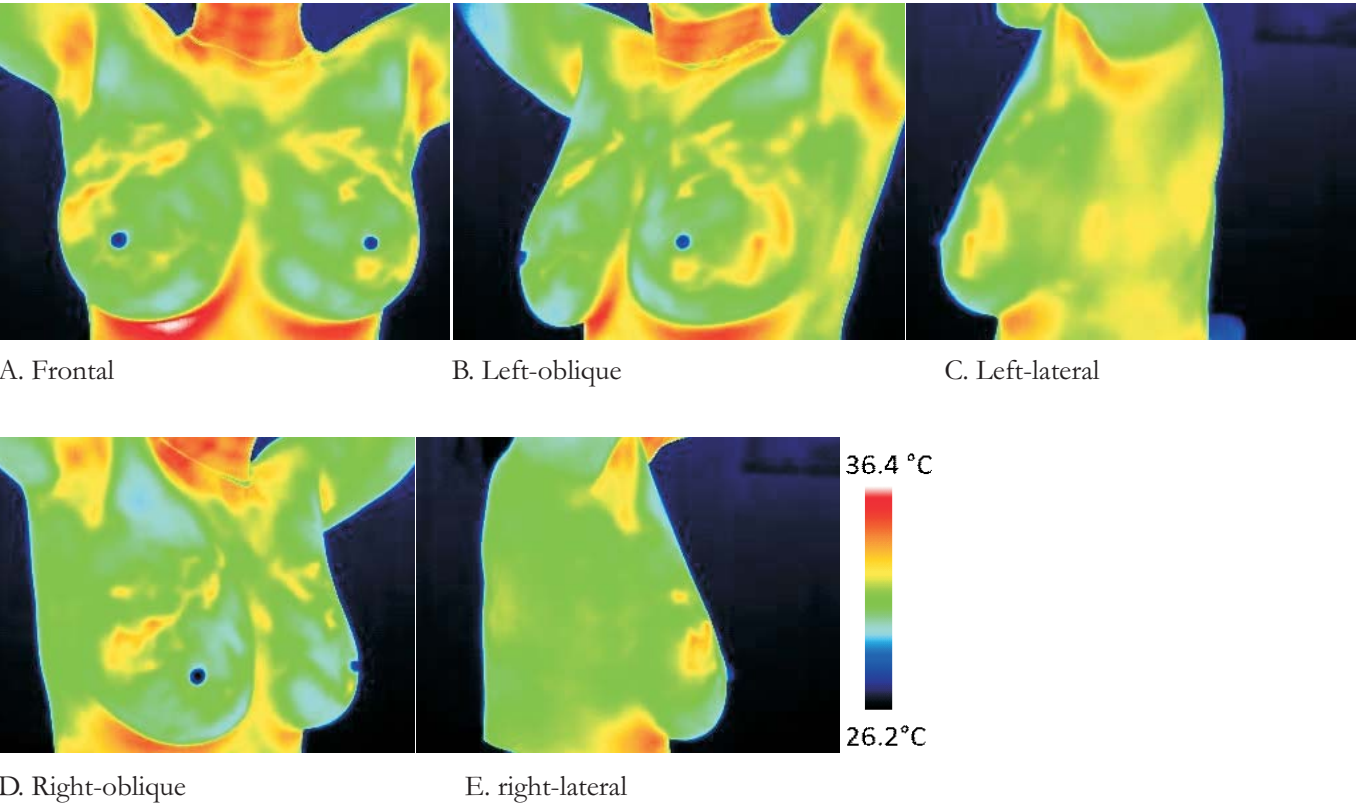 A. Frontal
B. Left-oblique
C. Left-lateral
36.4 °C
26.2°C
D. Right-oblique
E. right-lateral